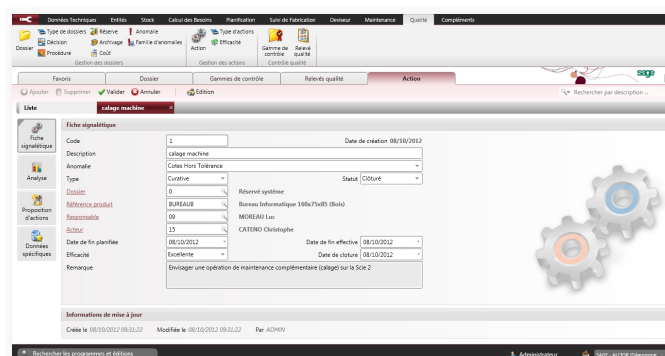 Données Techniques Entités Stock Calcul des Besoins Planification Suivi de Fabrication Deviseur Maintenance Qualité Compléments
Dossier
Type de dossiers Réserve Anomalie
Décision Archivage Famille d'anomalies
Procédure Coût
Gestion des dossiers
Action
Type d'actions
Efficacité
Gestion des actions
Gamme de contrôle
Relevé qualité
Contrôle qualité
Favoris Dossier Gammes de contrôle Relevés qualité Action
sage
Ajouter Supprimer Valider Annuler Edition
Rechercher par description ...
Liste calage machine
Fiche signalétique
Analyse
Proposition d'actions
Données spécifiques
Fiche signalétique
Code 1 Date de création 08/10/2012
Description calage machine
Anomalie Cotes Hors Tolérance
Type Curative Statut Clôturé
Dossier 0 Réservé système
Référence produit BUREAU8 Bureau Informatique 160x75x85 (Bois)
Responsable 09 MOREAU Luc
Acteur 15 CATENO Christophe
Date de fin planifiée 08/10/2012 Date de fin effective 08/10/2012
Efficacité Excellente Date de cloture 08/10/2012
Remarque Envisager une opération de maintenance complémentaire (calage) sur la Scie 2
Informations de mise à jour
Créée le 08/10/2012 09:31:22 Modifiée le 08/10/2012 09:31:22 Par ADMIN
Rechercher les programmes et éditions
Administrateur